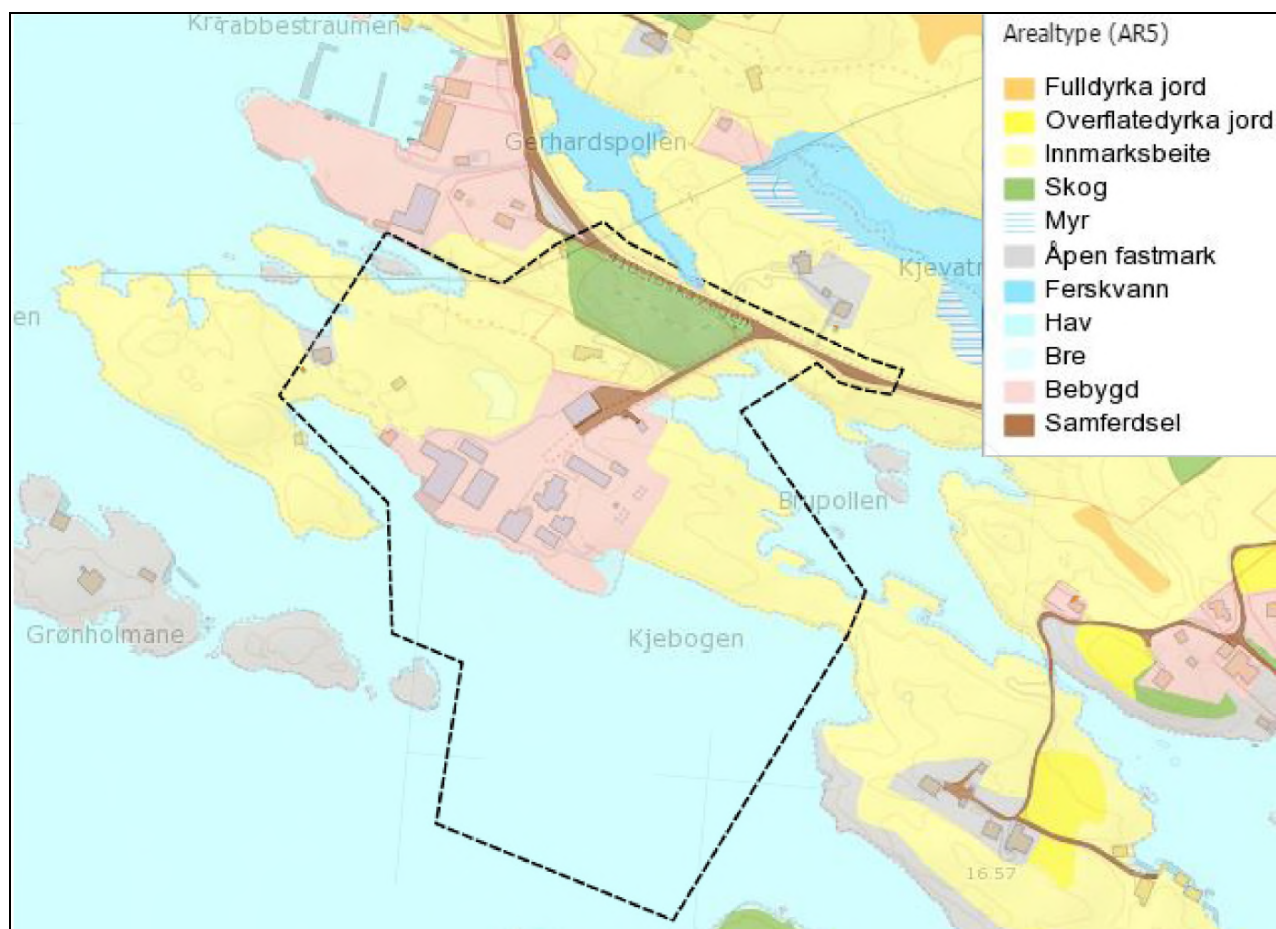 Krabbestraumen
Arealtype (AR5)
Fulldyrka jord
Overflatedyrka jord
Innmarksbeite
Skog
Myr
Åpen fastmark
Ferskvann
Hav
Bre
Bebygd
Samferdsel
Gerhardspollen
Kjevatn
en
Blypollen
Grønholmane
Kjebogen
16.57